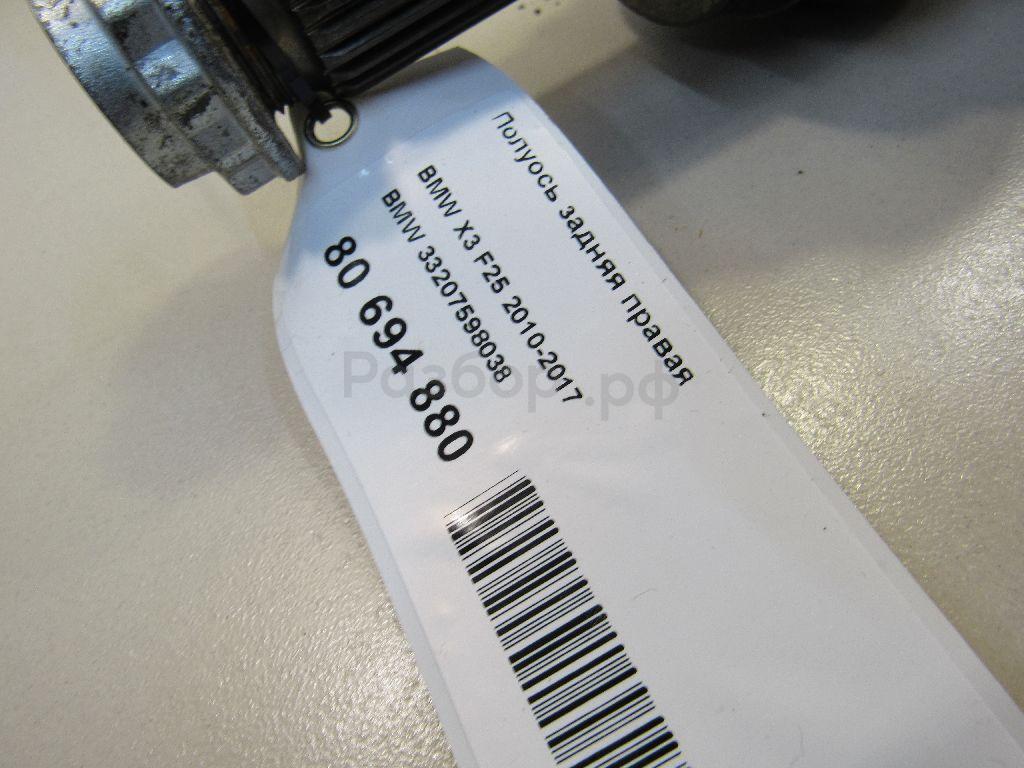 Полуось задняя правая
BMW X3 F25 2010-2017
BMW 33207598038
80 694 880
Разбор.рф